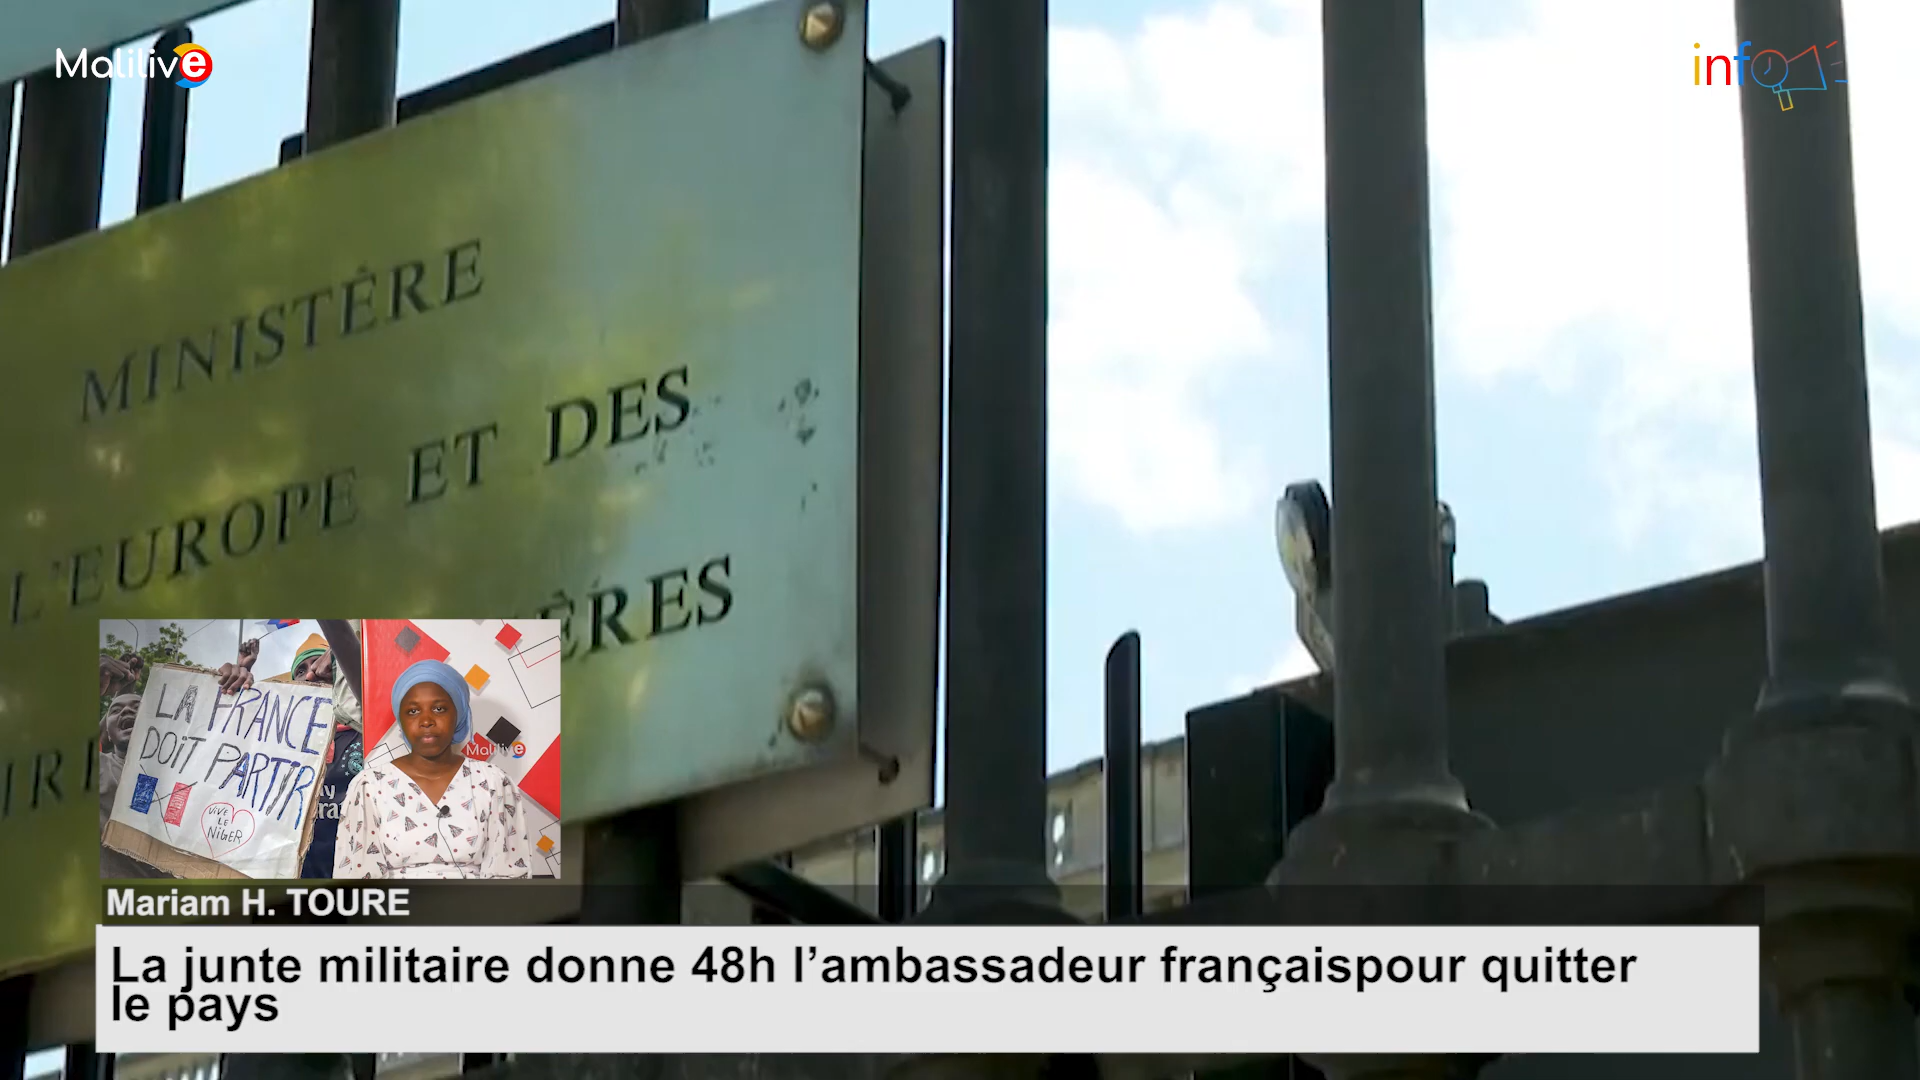 Malilive
info
MINISTÈRE
L'EUROPE ET DES
ÈRES
LA FRANCE
DOIT PARTIR
VIVE
LE
NiGER
Malilive
Mariam H. TOURE
La junte militaire donne 48h l’ambassadeur françaispour quitter
le pays